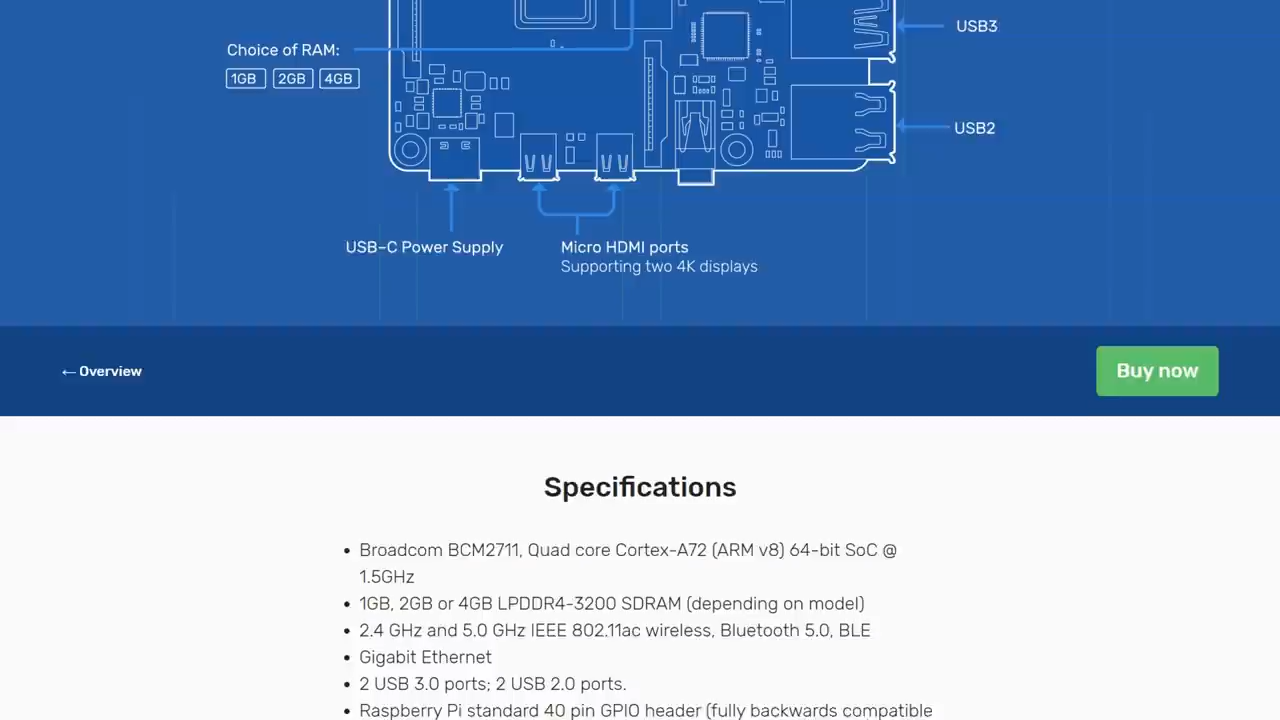 USB3
Choice of RAM:
1GB 2GB 4GB
USB2
USB-C Power Supply
Micro HDMI ports
Supporting two 4K displays
← Overview
Buy now
Specifications
• Broadcom BCM2711, Quad core Cortex-A72 (ARM v8) 64-bit SoC @
1.5GHz
• 1GB, 2GB or 4GB LPDDR4-3200 SDRAM (depending on model)
• 2.4 GHz and 5.0 GHz IEEE 802.11ac wireless, Bluetooth 5.0, BLE
• Gigabit Ethernet
• 2 USB 3.0 ports; 2 USB 2.0 ports.
• Raspberry Pi standard 40 pin GPIO header (fully backwards compatible